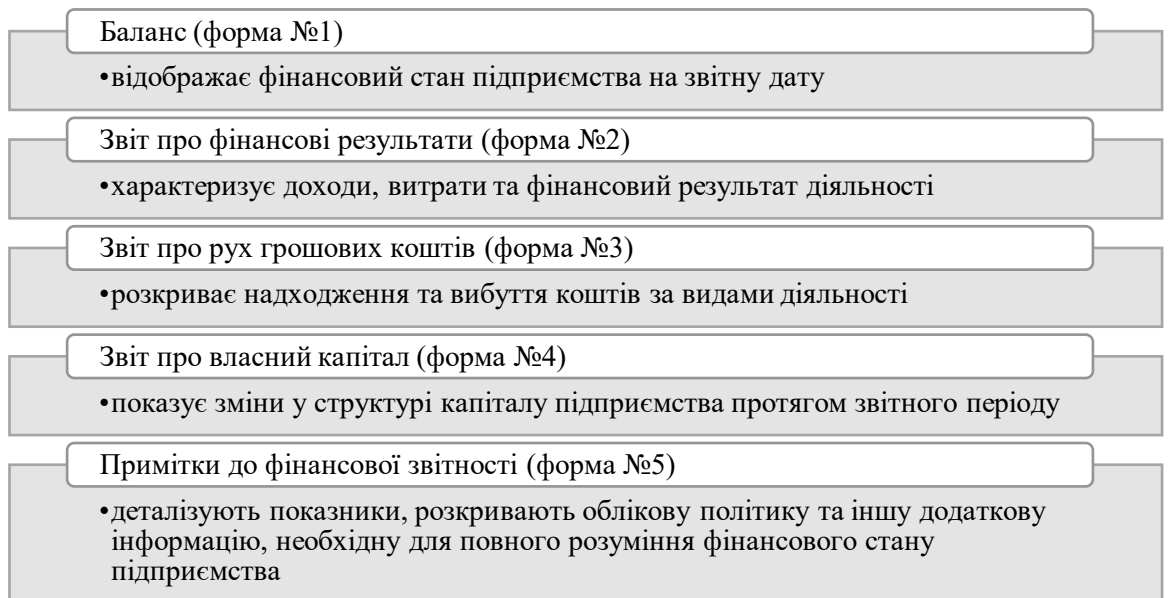 Баланс (форма №1)
•відображає фінансовий стан підприємства на звітну дату
Звіт про фінансові результати (форма №2)
•характеризує доходи, витрати та фінансовий результат діяльності
Звіт про рух грошових коштів (форма №3)
•розкриває надходження та вибуття коштів за видами діяльності
Звіт про власний капітал (форма №4)
•показує зміни у структурі капіталу підприємства протягом звітного періоду
Примітки до фінансової звітності (форма №5)
•деталізують показники, розкривають облікову політику та іншу додаткову
інформацію, необхідну для повного розуміння фінансового стану
підприємства